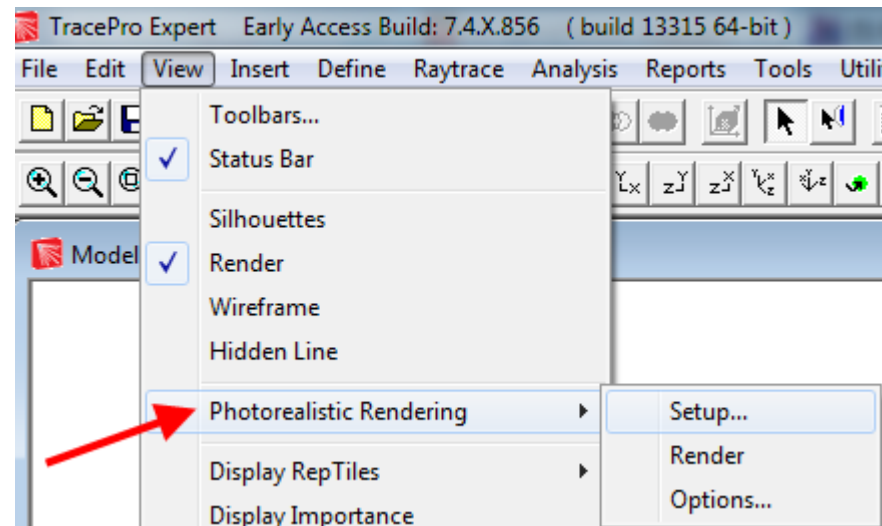 TracePro Expert Early Access Build: 7.4.X.856 ( build 13315 64-bit )
File Edit View Insert Define Raytrace Analysis Reports Tools Utili
Toolbars...
Status Bar
Silhouettes
Model
Render
Wireframe
Hidden Line
Photorealistic Rendering
Setup...
Render
Display RepTiles
Options...
Display Importance